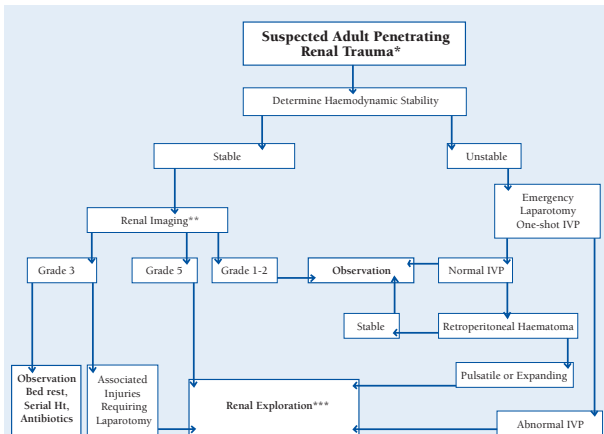 Suspected Adult Penetrating
Renal Trauma*
Determine Haemodynamic Stability
Stable
Unstable
Emergency
Laparotomy
One-shot IVP
Renal Imaging**
Grade 3
Grade 5
Grade 1-2
Observation
Normal IVP
Stable
Retroperitoneal Haematoma
Pulsatile or Expanding
Observation
Bed rest,
Serial Ht,
Antibiotics
Associated
Injuries
Requiring
Laparotomy
Renal Exploration***
Abnormal IVP